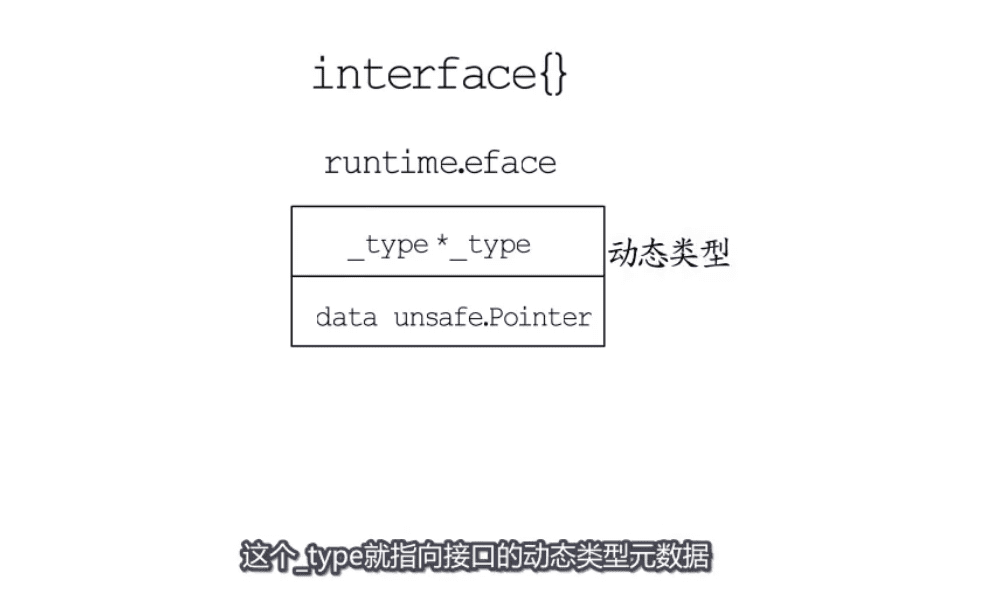 interface{}
runtime.eface
_type *_type
动态类型
data unsafe.Pointer
这个_type就指向接口的动态类型元数据